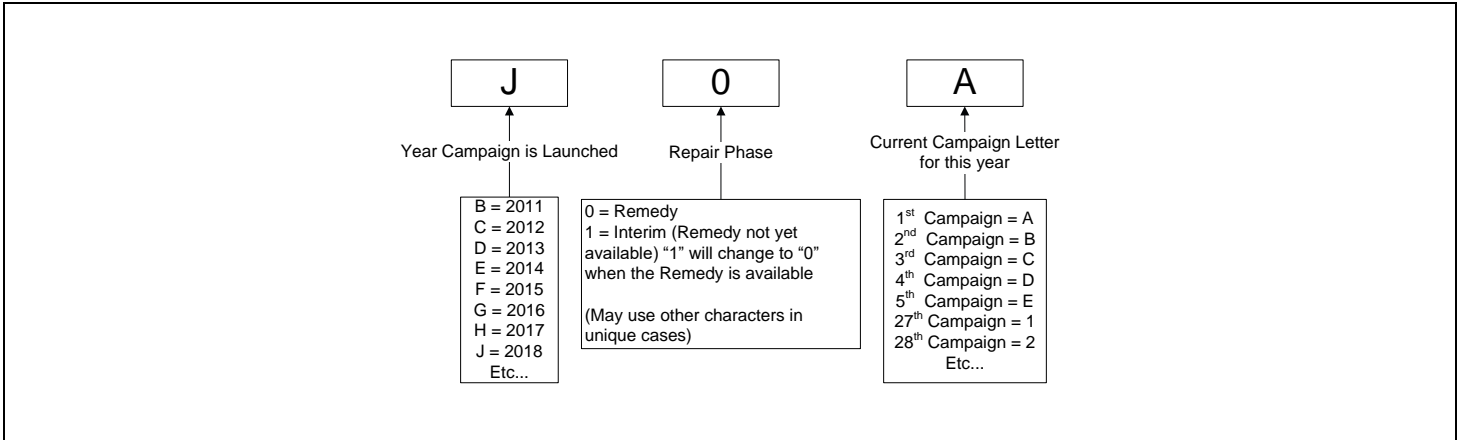 J
0
A
Year Campaign is Launched
Repair Phase
Current Campaign Letter
for this year
B = 2011
C = 2012
D = 2013
E = 2014
F = 2015
G = 2016
H = 2017
J = 2018
Etc...
0 = Remedy
1 = Interim (Remedy not yet
available) “1” will change to “0”
when the Remedy is available
(May use other characters in
unique cases)
1st Campaign = A
2nd Campaign = B
3rd Campaign = C
4th Campaign = D
5th Campaign = E
27th Campaign = 1
28th Campaign = 2
Etc...